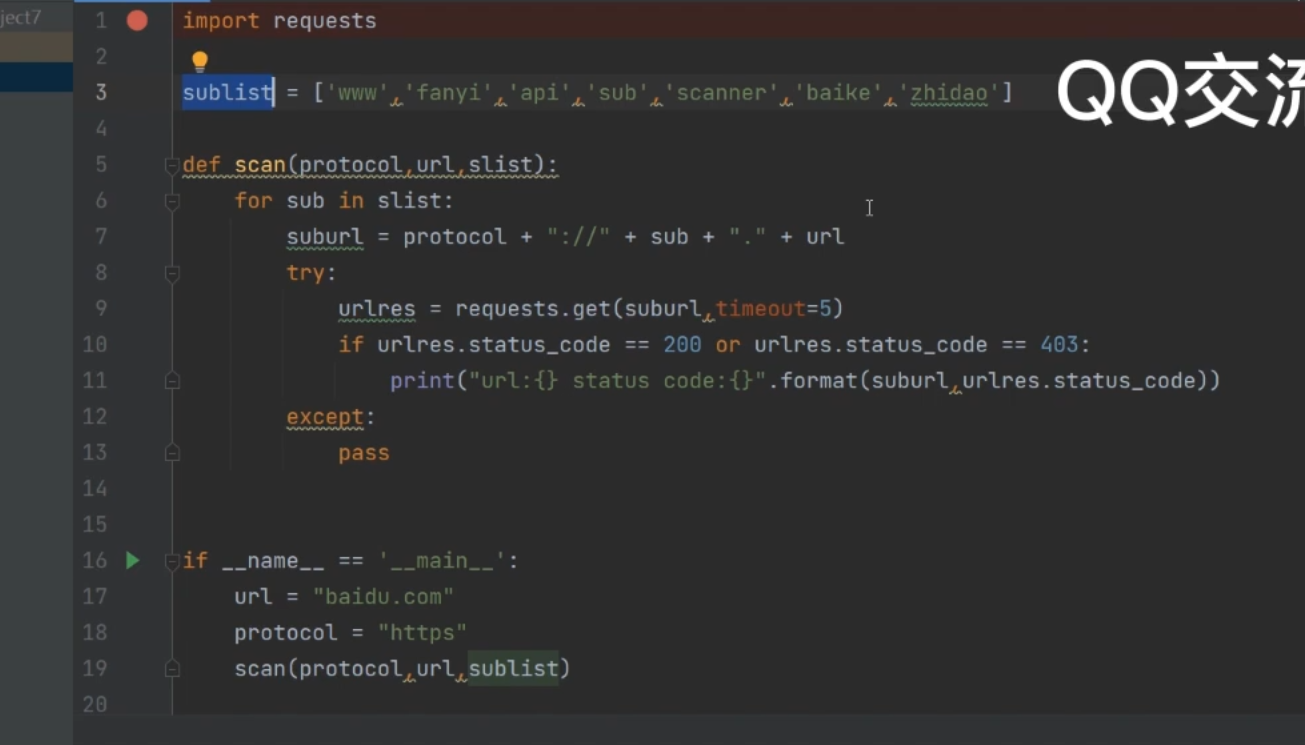 ject7
1 import requests
2
3 sublist = ['www','fanyi','api','sub','scanner','baike','zhidao']
QQ交流
4
5 def scan(protocol,url,slist):
6     for sub in slist:
7         suburl = protocol + "://" + sub + "." + url
8         try:
9             urlres = requests.get(suburl,timeout=5)
10             if urlres.status_code == 200 or urlres.status_code == 403:
11                 print("url:{} status code:{}".format(suburl,urlres.status_code))
12         except:
13             pass
14
15
16 if __name__ == '__main__':
17     url = "baidu.com"
18     protocol = "https"
19     scan(protocol,url,sublist)
20